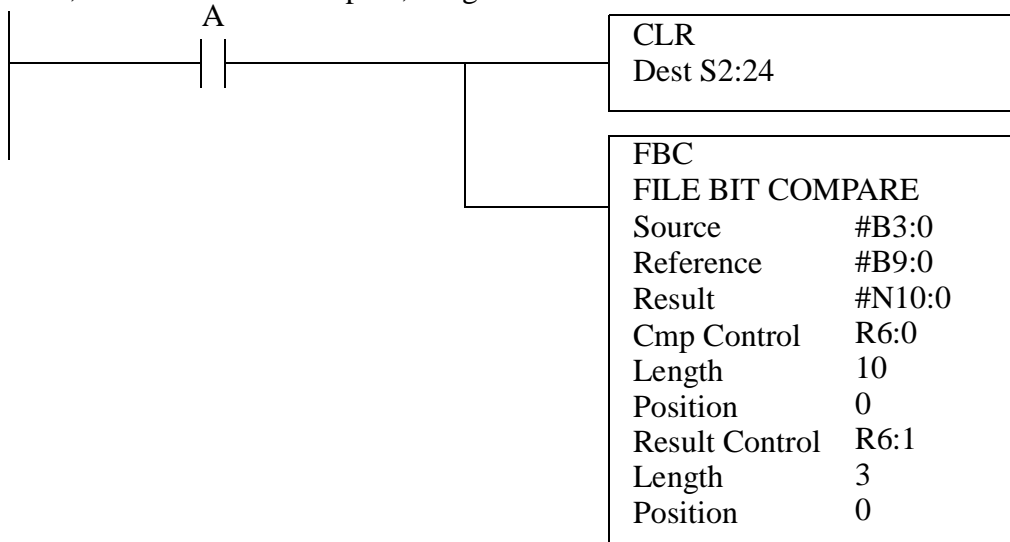 A
CLR
Dest S2:24
FBC
FILE BIT COMPARE
Source #B3:0
Reference #B9:0
Result #N10:0
Cmp Control R6:0
Length 10
Position 0
Result Control R6:1
Length 3
Position 0